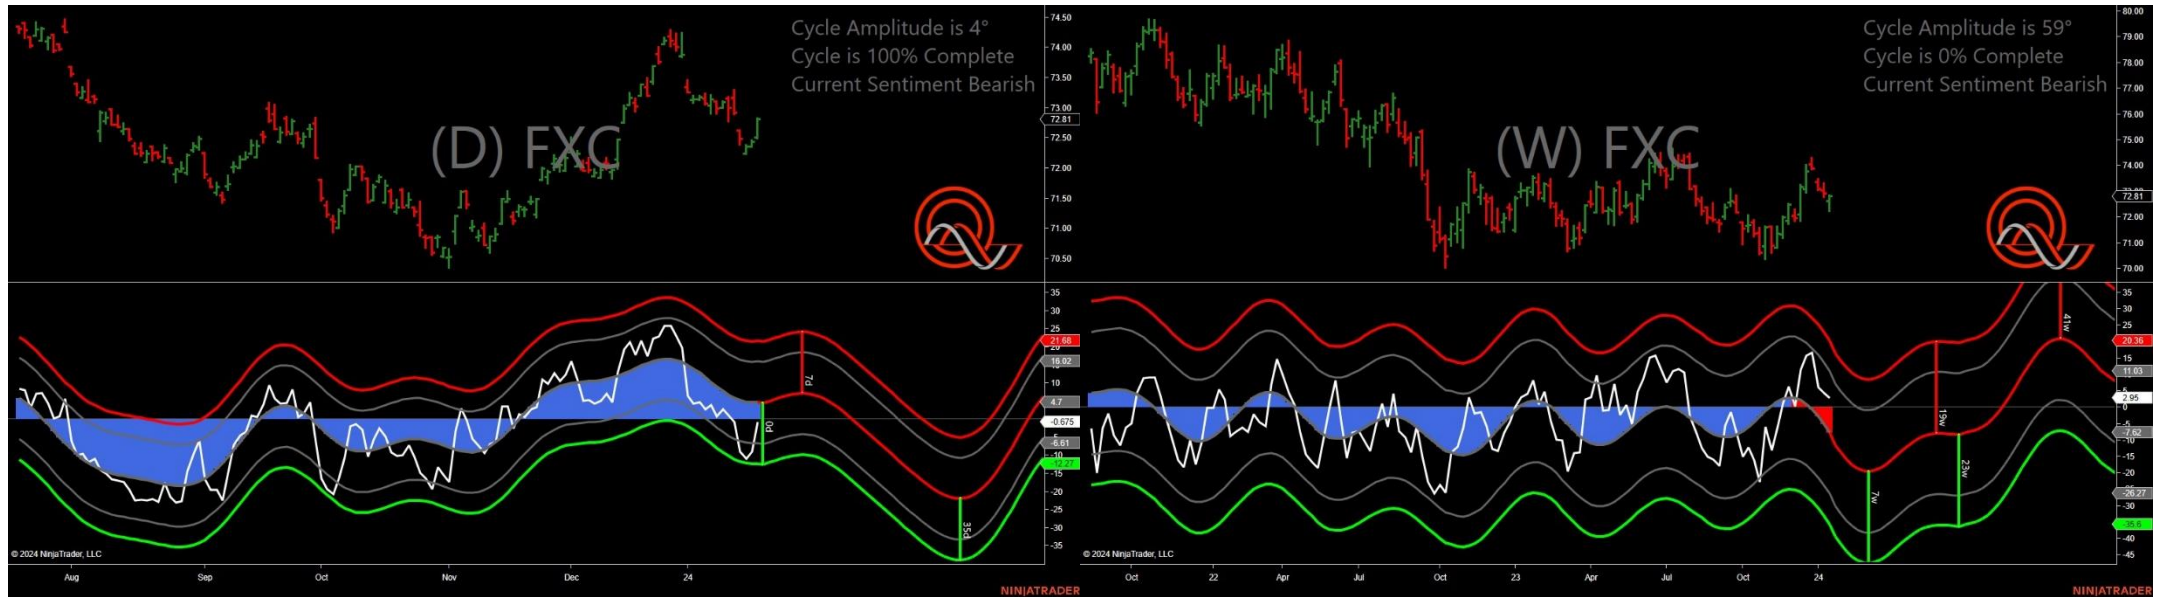 Cycle Amplitude is 4°
Cycle is 100% Complete
Current Sentiment Bearish
(D) FXC
74.50
74.00
73.50
73.00
72.81
72.50
72.00
71.50
71.00
70.50
35
30
25
21.68
16.02
10
4.7
-0.675
-6.61
-10
-12.27
-15
-20
-25
-30
-35
7d
P0
35d
© 2024 NinjaTrader, LLC
Aug Sep Oct Nov Dec 24
NINJATRADER
Cycle Amplitude is 59°
Cycle is 0% Complete
Current Sentiment Bearish
(W) FXC
80.00
79.00
78.00
77.00
76.00
75.00
74.00
72.81
72.00
71.00
70.00
35
30
25
20.36
15
11.03
5
2.95
0
-7.62
-10
-15
-20
-26.27
-30
-35.6
-40
-45
41w
19w
23w
7w
© 2024 NinjaTrader, LLC
Oct 22 Apr Jul Oct 23 Apr Jul Oct 24
NINJATRADER